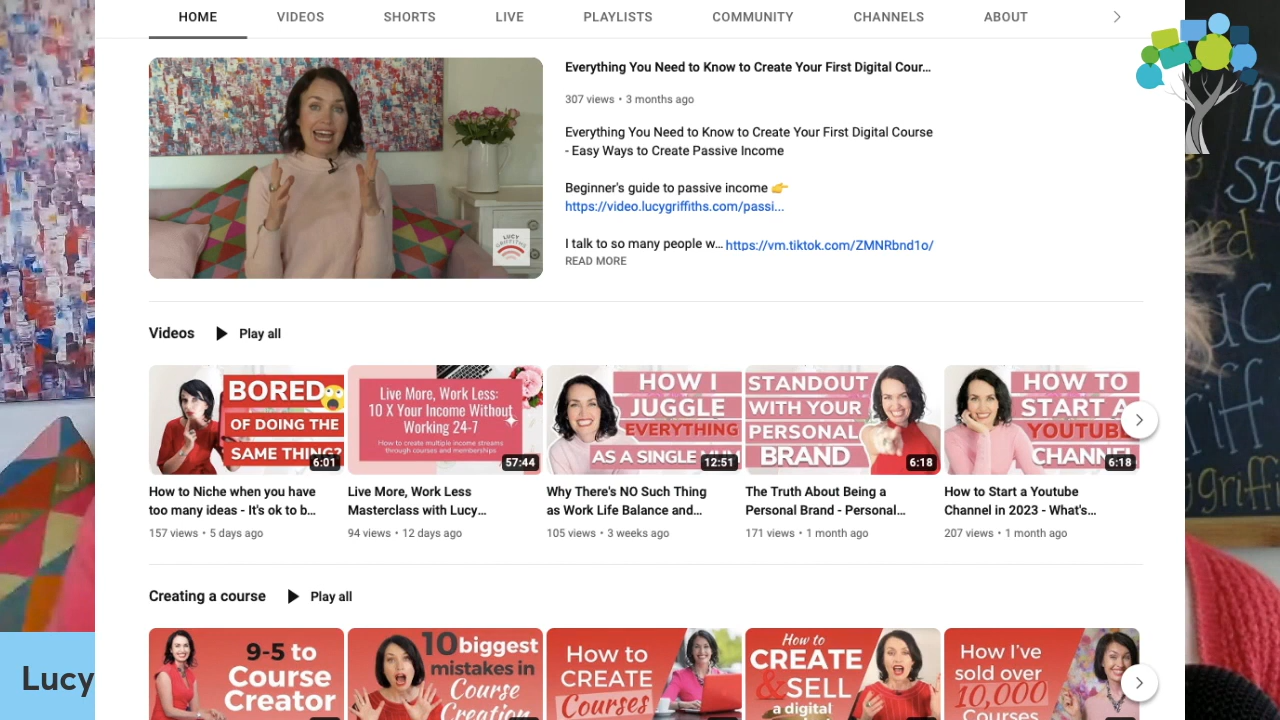 HOME VIDEOS SHORTS LIVE PLAYLISTS COMMUNITY CHANNELS ABOUT
Everything You Need to Know to Create Your First Digital Cour...
307 views • 3 months ago
Everything You Need to Know to Create Your First Digital Course
- Easy Ways to Create Passive Income
Beginner's guide to passive income 👉
https://video.lucygriffiths.com/passi...
I talk to so many people w... https://vm.tiktok.com/ZMNRbnd1o/
READ MORE
LUCY
GRIFFITHS
Videos Play all
BORED
OF DOING THE
SAME THING?
6:01
Live More, Work Less:
10 X Your Income Without
Working 24-7
How to create multiple income streams
through courses and memberships
57:44
HOW I
JUGGLE
EVERYTHING
AS A SINGLE MUM
12:51
STANDOUT
WITH YOUR
PERSONAL
BRAND
6:18
HOW TO
START A
YOUTUBE
CHANNEL
6:18
How to Niche when you have
too many ideas - It's ok to b...
157 views • 5 days ago
Live More, Work Less
Masterclass with Lucy...
94 views • 12 days ago
Why There's NO Such Thing
as Work Life Balance and...
105 views • 3 weeks ago
The Truth About Being a
Personal Brand - Personal...
171 views • 1 month ago
How to Start a Youtube
Channel in 2023 - What's...
207 views • 1 month ago
Creating a course Play all
9-5 to
Course
Creator
10 biggest
mistakes in
Course
Creation
How to
CREATE
Courses
How to
CREATE
& SELL
a digital
How I've
sold over
10,000
Courses
Lucy